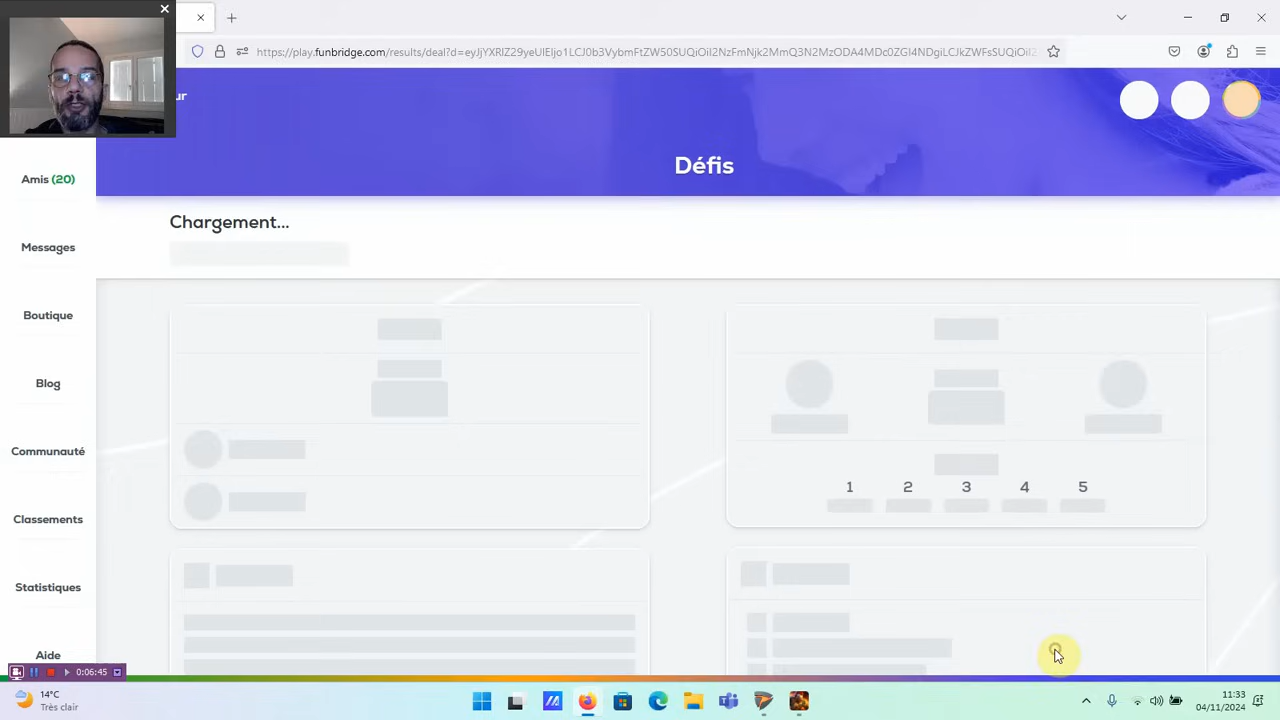 https://play.funbridge.com/results/deal?d=
ur
Défis
Amis (20)
Chargement...
Messages
Boutique
Blog
Communauté
Classements
Statistiques
Aide
1 2 3 4 5
0:06:45
14°C
Très clair
11:33
04/11/2024